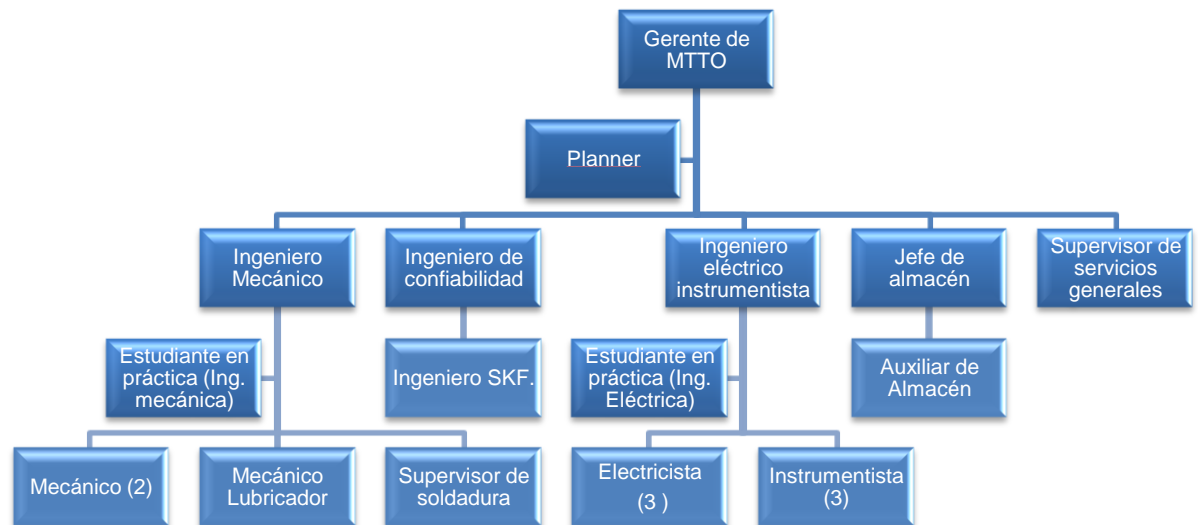 Gerente de
MTTO
Planner
Ingeniero
Mecánico
Ingeniero de
confiabilidad
Ingeniero
eléctrico
instrumentista
Jefe de
almacén
Supervisor de
servicios
generales
Estudiante en
práctica (Ing.
mecánica)
Ingeniero SKF.
Estudiante en
práctica (Ing.
Eléctrica)
Auxiliar de
Almacén
Mecánico (2)
Mecánico
Lubricador
Supervisor de
soldadura
Electricista
(3 )
Instrumentista
(3)